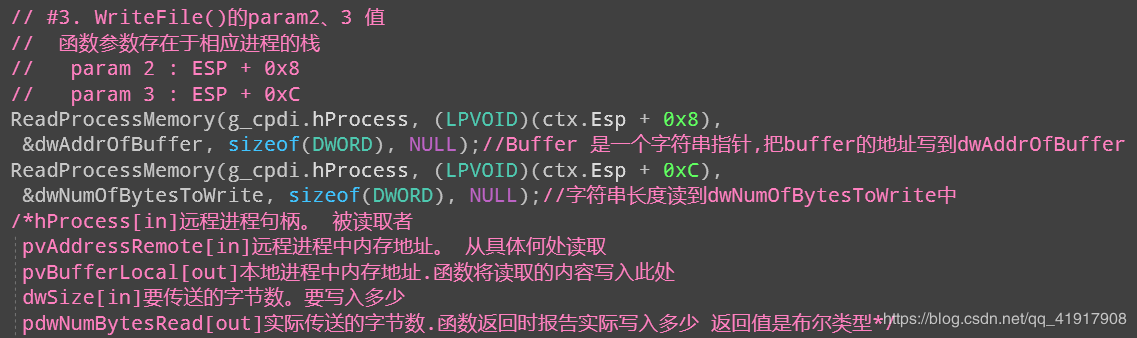 // #3. WriteFile()的param2、3 值
//  函数参数存在于相应进程的栈
//   param 2 : ESP + 0x8
//   param 3 : ESP + 0xC
ReadProcessMemory(g_cpdi.hProcess, (LPVOID)(ctx.Esp + 0x8),
 &dwAddrOfBuffer, sizeof(DWORD), NULL);//Buffer 是一个字符串指针,把buffer的地址写到dwAddrOfBuffer
ReadProcessMemory(g_cpdi.hProcess, (LPVOID)(ctx.Esp + 0xC),
 &dwNumOfBytesToWrite, sizeof(DWORD), NULL);//字符串长度读到dwNumOfBytesToWrite中
/*hProcess[in]远程进程句柄。 被读取者
 pvAddressRemote[in]远程进程中内存地址。 从具体何处读取
 pvBufferLocal[out]本地进程中内存地址.函数将读取的内容写入此处
 dwSize[in]要传送的字节数。要写入多少
 pdwNumBytesRead[out]实际传送的字节数.函数返回时报告实际写入多少 返回值是布尔类型*/
https://blog.csdn.net/qq_41917908